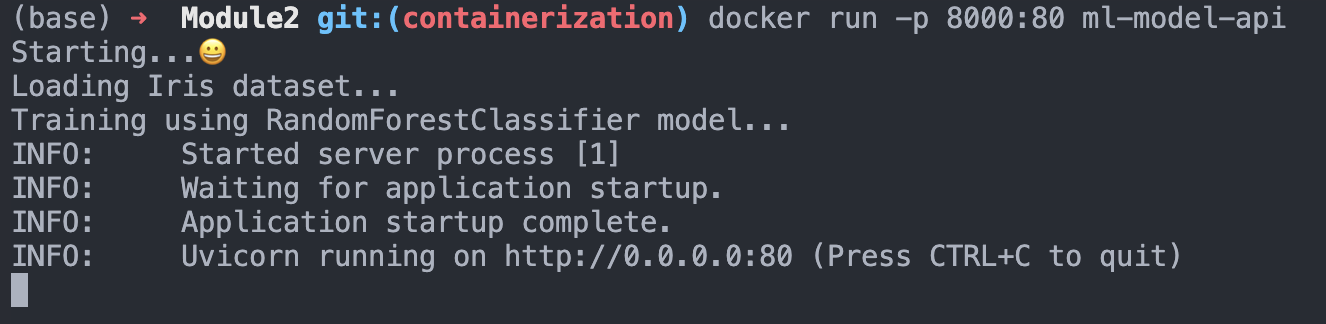 (base) ➜ Module2 git:(containerization) docker run -p 8000:80 ml-model-api
Starting...😀
Loading Iris dataset...
Training using RandomForestClassifier model...
INFO:     Started server process [1]
INFO:     Waiting for application startup.
INFO:     Application startup complete.
INFO:     Uvicorn running on http://0.0.0.0:80 (Press CTRL+C to quit)